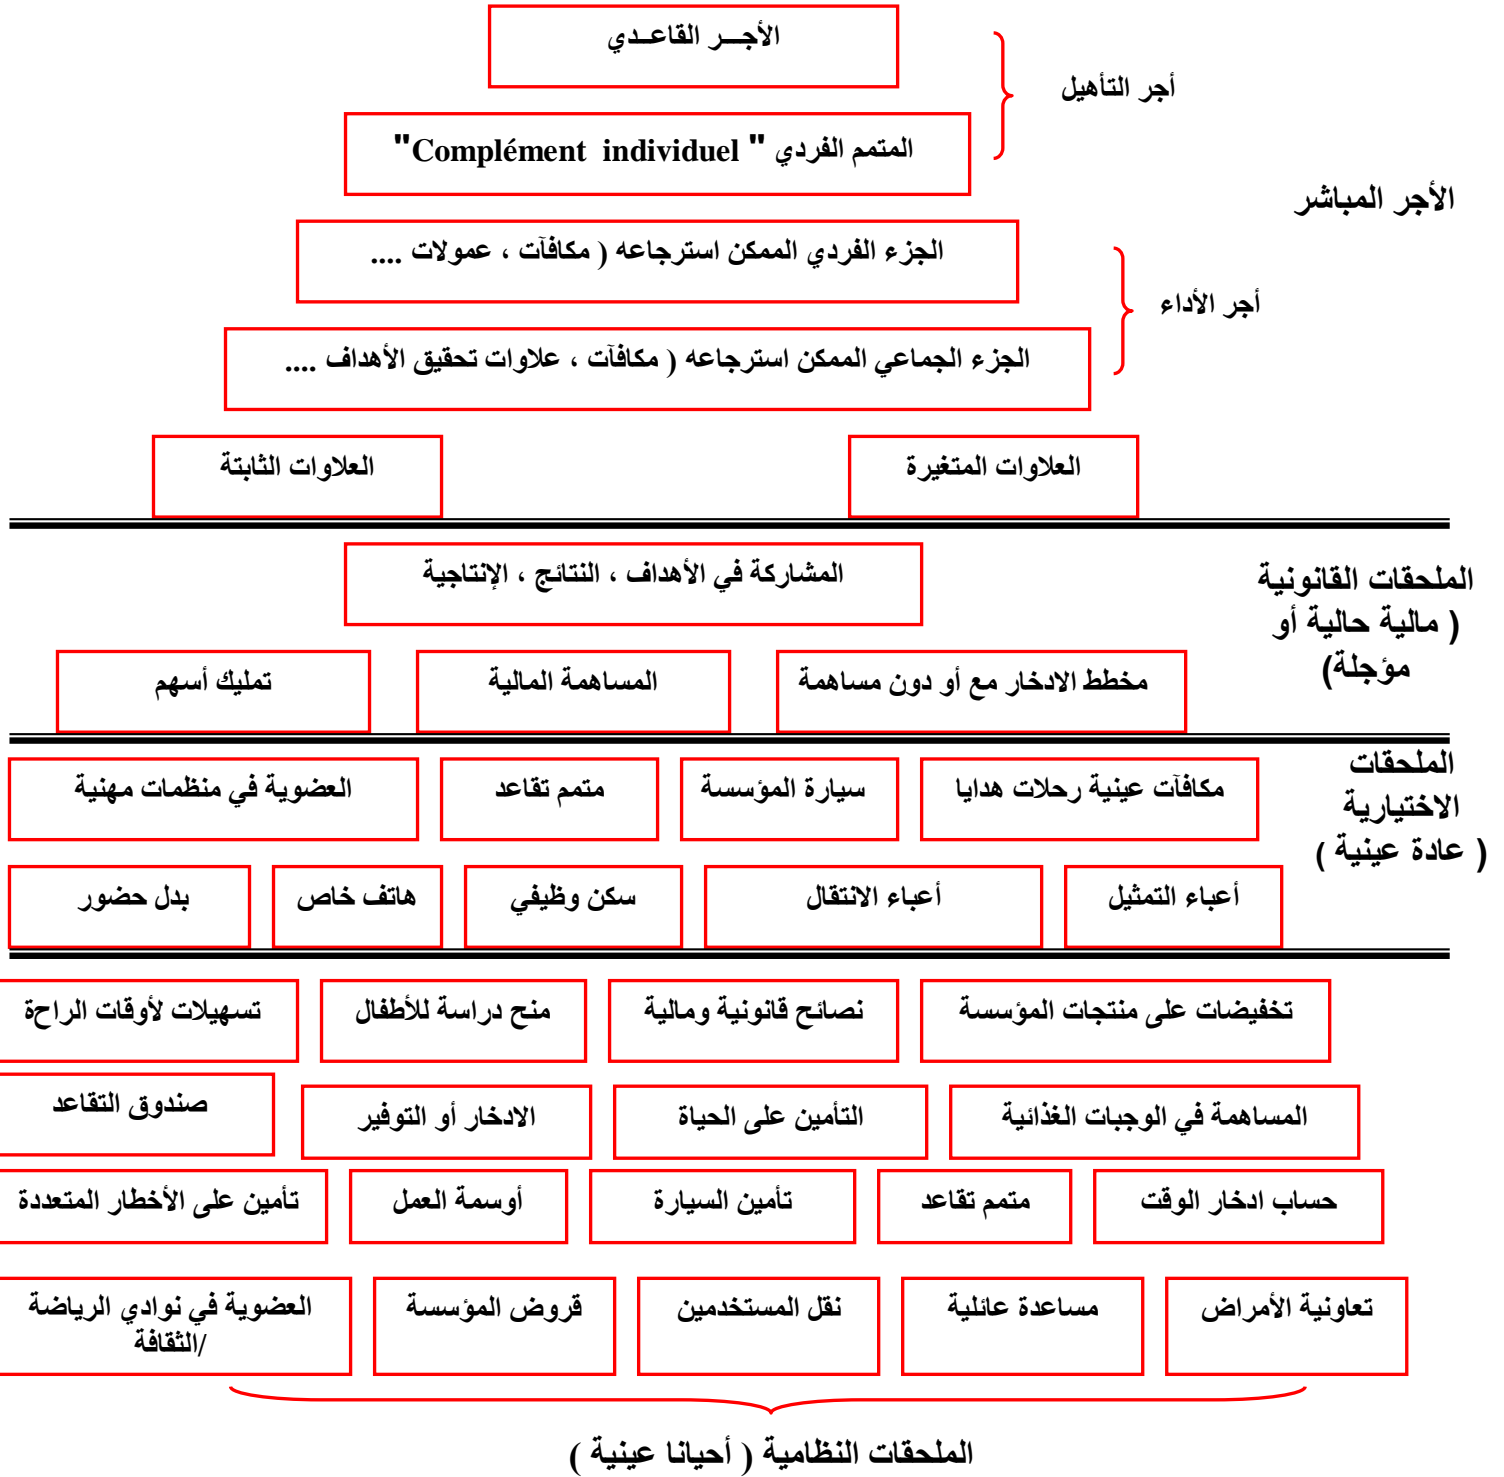 الأجـــر القاعــدي
أجر التأهيل
المتمم الفردي " Complément individuel"
الأجر المباشر
الجزء الفردي الممكن استرجاعه ( مكافآت ، عمولات ....
أجر الأداء
الجزء الجماعي الممكن استرجاعه ( مكافآت ، علاوات تحقيق الأهداف ....
العلاوات المتغيرة
العلاوات الثابتة
المشاركة في الأهداف ، النتائج ، الإنتاجية
الملحقات القانونية
( مالية حالية أو
مؤجلة)
مخطط الادخار مع أو دون مساهمة
المساهمة المالية
تمليك أسهم
الملحقات
الاختيارية
( عادة عينية )
مكافآت عينية رحلات هدايا
سيارة المؤسسة
متمم تقاعد
العضوية في منظمات مهنية
أعباء التمثيل
أعباء الانتقال
سكن وظيفي
هاتف خاص
بدل حضور
تخفيضات على منتجات المؤسسة
نصائح قانونية ومالية
منح دراسة للأطفال
تسهيلات لأوقات الراحة
المساهمة في الوجبات الغذائية
التأمين على الحياة
الادخار أو التوفير
صندوق التقاعد
حساب ادخار الوقت
متمم تقاعد
تأمين السيارة
أوسمة العمل
تأمين على الأخطار المتعددة
تعاونية الأمراض
مساعدة عائلية
نقل المستخدمين
قروض المؤسسة
العضوية في نوادي الرياضة
/الثقافة
الملحقات النظامية ( أحيانا عينية )